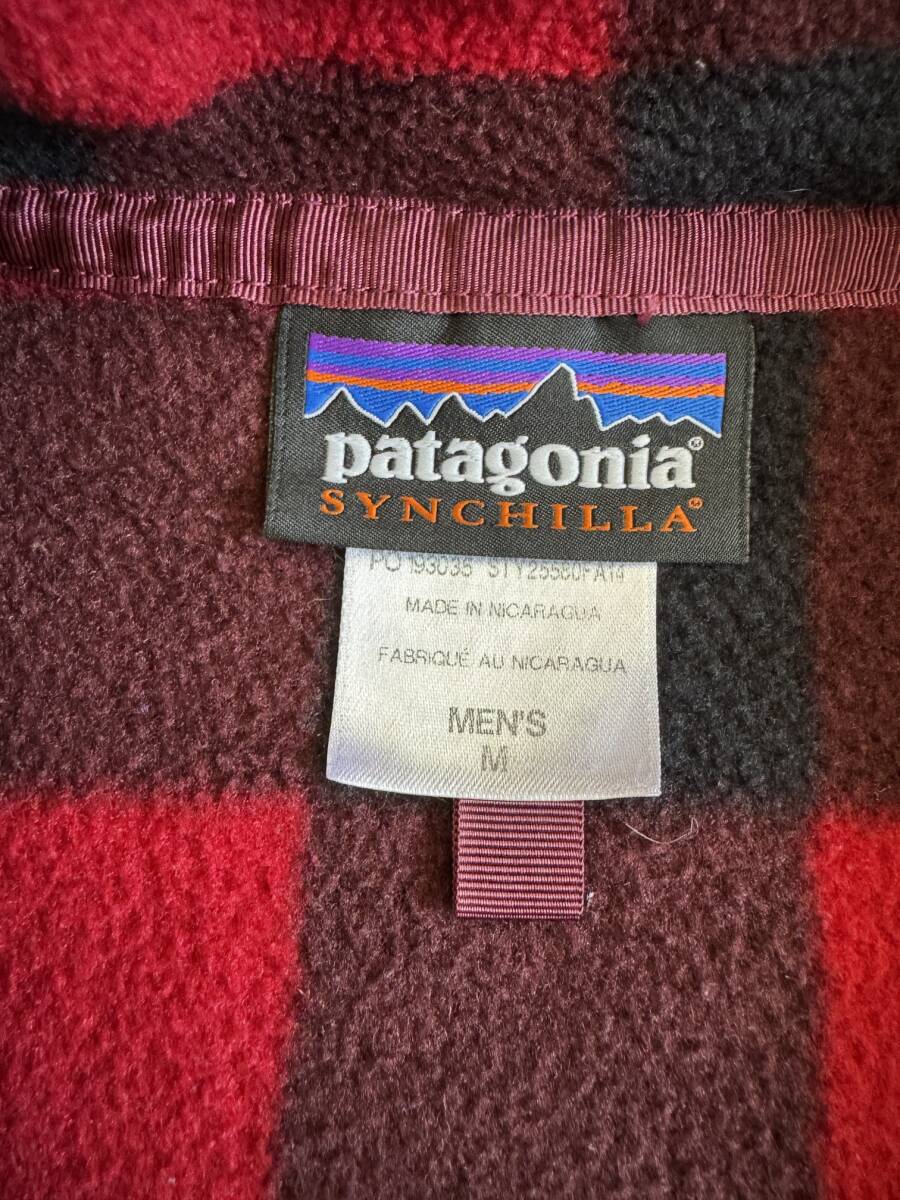 patagonia®
SYNCHILLA®
PO 193035 STY25580FA14
MADE IN NICARAGUA
FABRIQUÉ AU NICARAGUA
MEN'S
M